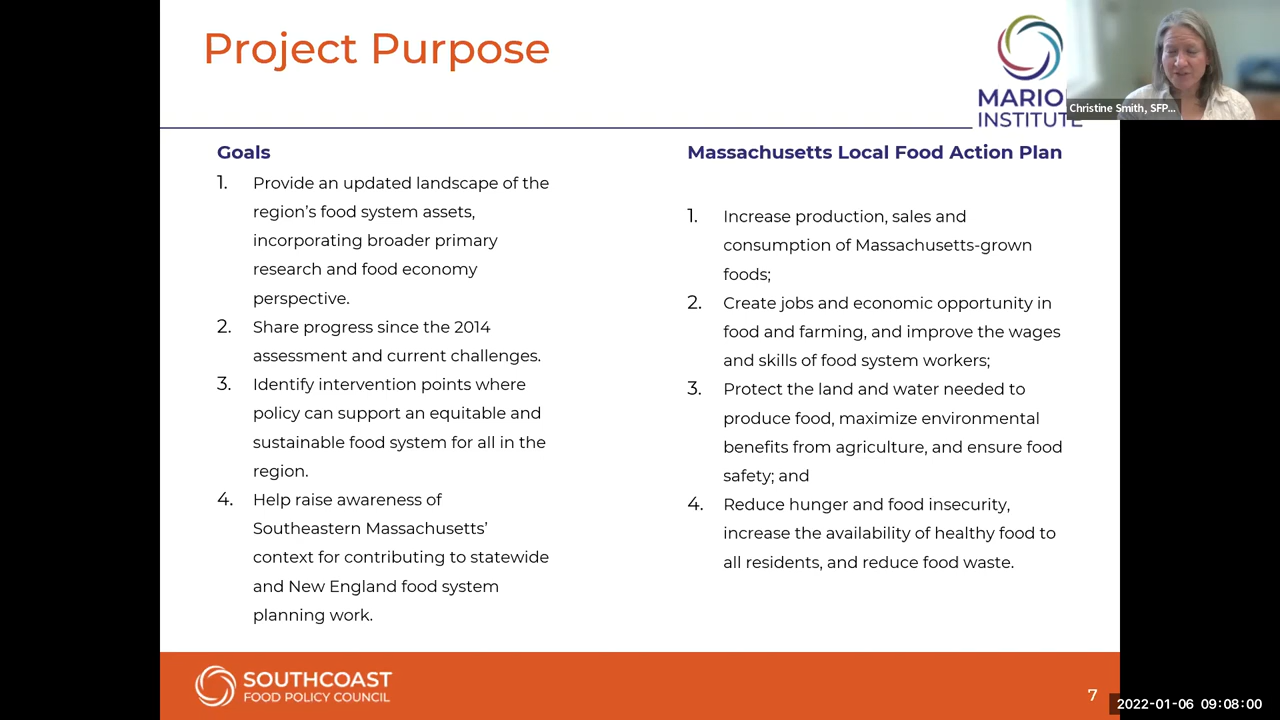 Project Purpose
MARIO
INSTITUTE
Christine Smith, SFP...
Goals
1. Provide an updated landscape of the
region's food system assets,
incorporating broader primary
research and food economy
perspective.
2. Share progress since the 2014
assessment and current challenges.
3. Identify intervention points where
policy can support an equitable and
sustainable food system for all in the
region.
4. Help raise awareness of
Southeastern Massachusetts'
context for contributing to statewide
and New England food system
planning work.
Massachusetts Local Food Action Plan
1. Increase production, sales and
consumption of Massachusetts-grown
foods;
2. Create jobs and economic opportunity in
food and farming, and improve the wages
and skills of food system workers;
3. Protect the land and water needed to
produce food, maximize environmental
benefits from agriculture, and ensure food
safety; and
4. Reduce hunger and food insecurity,
increase the availability of healthy food to
all residents, and reduce food waste.
SOUTHCOAST
FOOD POLICY COUNCIL
7
2022-01-06 09:08:00